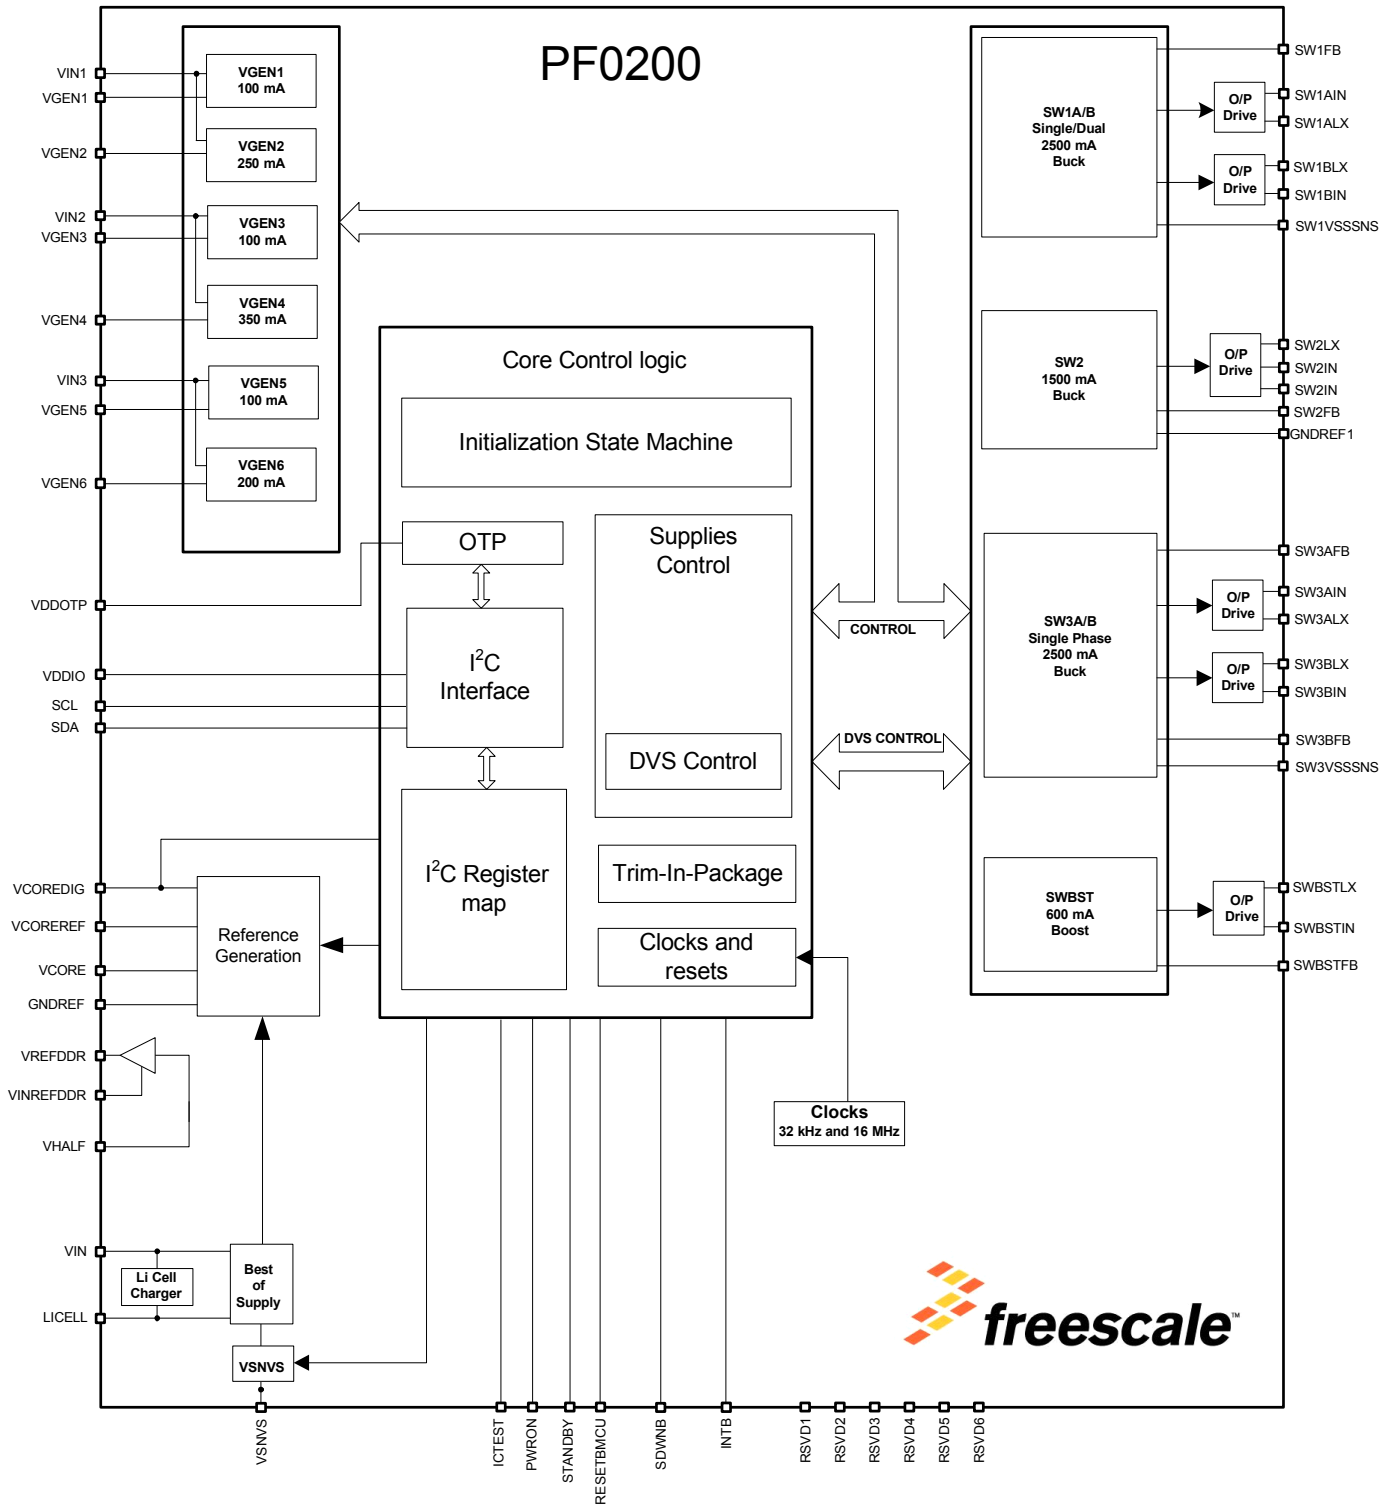 PF0200
VIN1
VGEN1
VGEN2
VIN2
VGEN3
VGEN4
VIN3
VGEN5
VGEN6
VDDOTP
VDDIO
SCL
SDA
VCOREDIG
VCOREREF
VCORE
GNDREF
VREFDDR
VINREFDDR
VHALF
VIN
LICELL
VGEN1
100 mA
VGEN2
250 mA
VGEN3
100 mA
VGEN4
350 mA
VGEN5
100 mA
VGEN6
200 mA
Core Control logic
Initialization State Machine
OTP
I²C
Interface
I²C Register
map
Supplies
Control
DVS Control
Trim-In-Package
Clocks and
resets
Reference
Generation
Li Cell
Charger
Best
of
Supply
VSNVS
Clocks
32 kHz and 16 MHz
CONTROL
DVS CONTROL
SW1A/B
Single/Dual
2500 mA
Buck
O/P
Drive
O/P
Drive
SW2
1500 mA
Buck
O/P
Drive
SW3A/B
Single Phase
2500 mA
Buck
O/P
Drive
O/P
Drive
SWBST
600 mA
Boost
O/P
Drive
SW1FB
SW1AIN
SW1ALX
SW1BLX
SW1BIN
SW1VSSSNS
SW2LX
SW2IN
SW2IN
SW2FB
GNDREF1
SW3AFB
SW3AIN
SW3ALX
SW3BLX
SW3BIN
SW3BFB
SW3VSSSNS
SWBSTLX
SWBSTIN
SWBSTFB
freescale™
VSNVS
ICTEST
PWRON
STANDBY
RESETBMCU
SDWNB
INTB
RSVD1
RSVD2
RSVD3
RSVD4
RSVD5
RSVD6